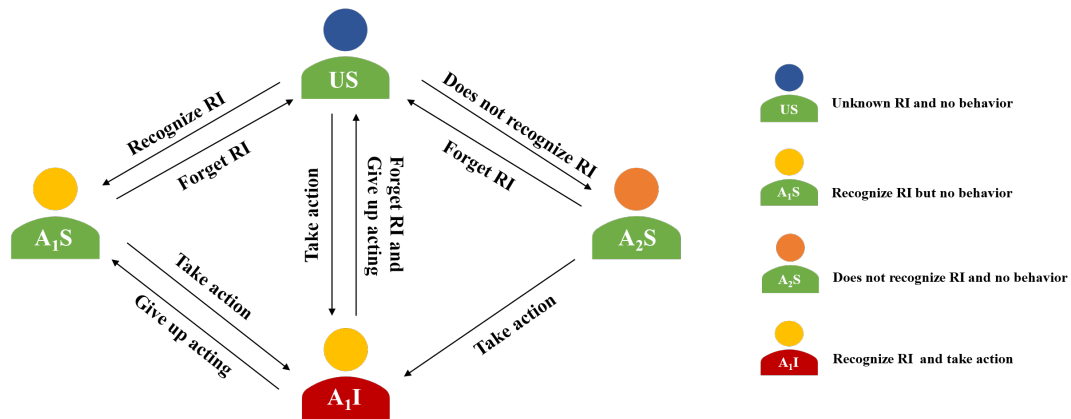 US
Recognize RI
Forget RI
Does not recognize RI
Forget RI
Take action
Forget RI and
Give up acting
A₁S
A₂S
Take action
Give up acting
Take action
A₁I
US
Unknown RI and no behavior
A₁S
Recognize RI but no behavior
A₂S
Does not recognize RI and no behavior
A₁I
Recognize RI and take action